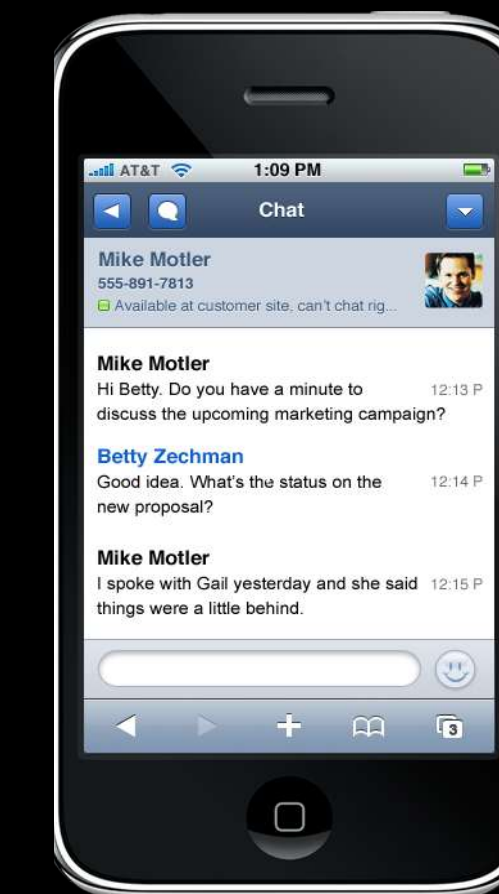 AT&T 1:09 PM
Chat
Mike Motler
555-891-7813
Available at customer site, can't chat rig...
Mike Motler
Hi Betty. Do you have a minute to 12:13 P
discuss the upcoming marketing campaign?
Betty Zechman
Good idea. What's the status on the 12:14 P
new proposal?
Mike Motler
I spoke with Gail yesterday and she said 12:15 P
things were a little behind.
3